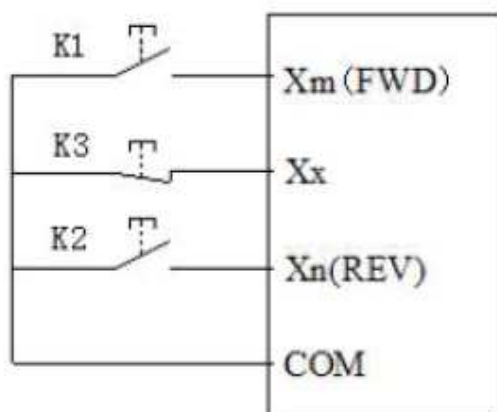 K1
Xm(FWD)
K3
Xx
K2
Xn(REV)
COM